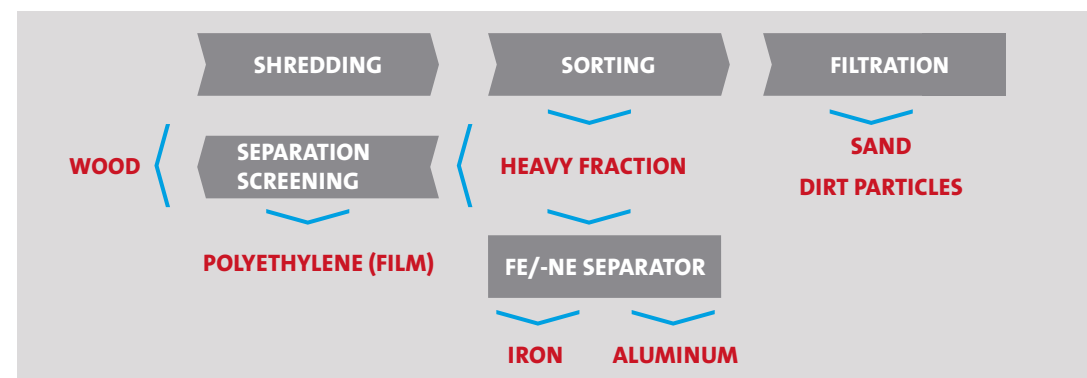 SHREDDING
SORTING
FILTRATION
WOOD
SEPARATION
SCREENING
HEAVY FRACTION
SAND
DIRT PARTICLES
POLYETHYLENE (FILM)
FE/-NE SEPARATOR
IRON
ALUMINUM